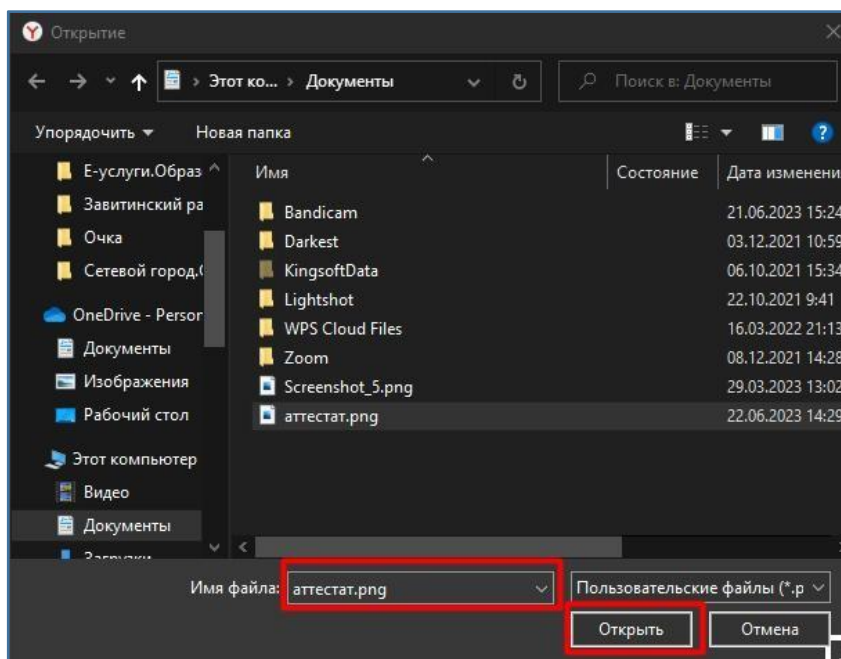 Открытие
Этот ко... › Документы
Поиск в: Документы
Упорядочить
Новая папка
Имя
Состояние
Дата изменени
Е-услуги.Образ
Завитинский ра
Очка
Сетевой город.
OneDrive - Person
Документы
Изображения
Рабочий стол
Этот компьютер
Видео
Документы
Загрузки
Bandicam 21.06.2023 15:24
Darkest 03.12.2021 10:59
KingsoftData 06.10.2021 15:34
Lightshot 22.10.2021 9:41
WPS Cloud Files 16.03.2022 21:13
Zoom 08.12.2021 14:28
Screenshot_5.png 29.03.2023 13:02
аттестат.png 22.06.2023 14:29
Имя файла: аттестат.png
Пользовательские файлы (*.p
Открыть
Отмена